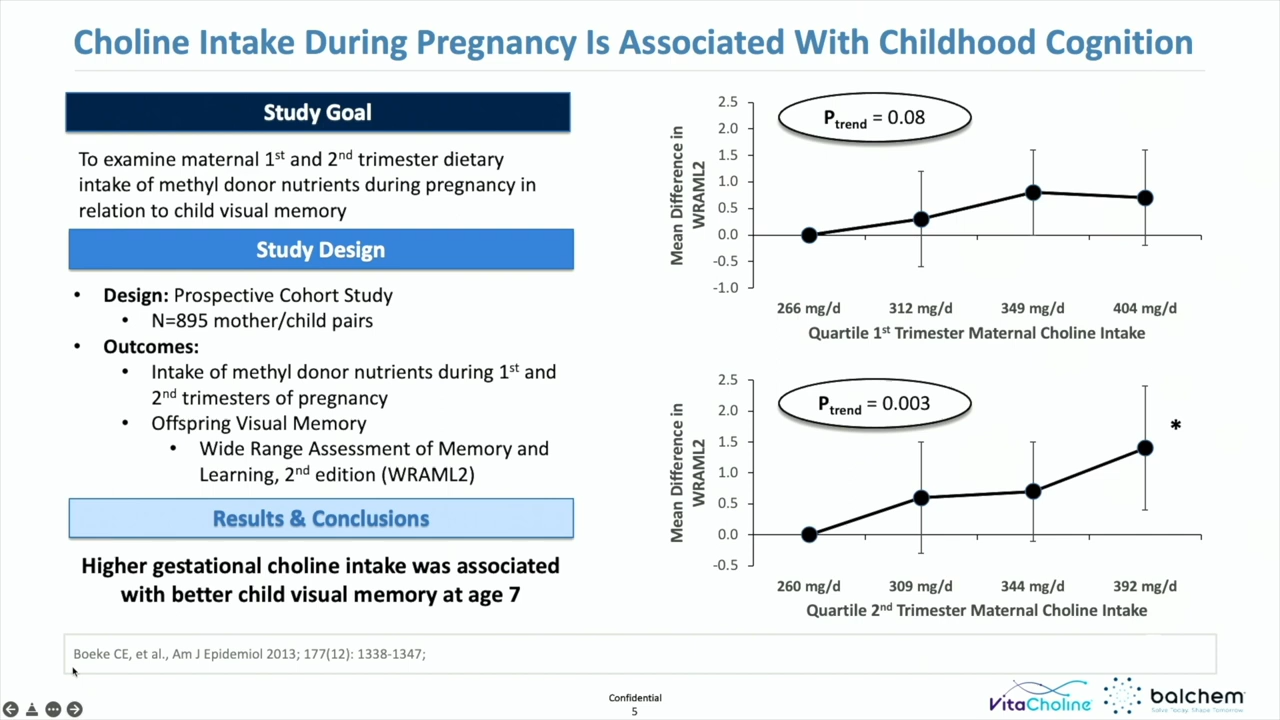 Choline Intake During Pregnancy Is Associated With Childhood Cognition
Study Goal
To examine maternal 1st and 2nd trimester dietary
intake of methyl donor nutrients during pregnancy in
relation to child visual memory
Study Design
• Design: Prospective Cohort Study
• N=895 mother/child pairs
• Outcomes:
• Intake of methyl donor nutrients during 1st and
2nd trimesters of pregnancy
• Offspring Visual Memory
• Wide Range Assessment of Memory and
Learning, 2nd edition (WRAML2)
Results & Conclusions
Higher gestational choline intake was associated
with better child visual memory at age 7
Mean Difference in
WRAML2
2.5
2.0
1.5
1.0
0.5
0.0
-0.5
-1.0
Ptrend = 0.08
266 mg/d 312 mg/d 349 mg/d 404 mg/d
Quartile 1st Trimester Maternal Choline Intake
Mean Difference in
WRAML2
2.5
2.0
1.5
1.0
0.5
0.0
-0.5
Ptrend = 0.003
*
260 mg/d 309 mg/d 344 mg/d 392 mg/d
Quartile 2nd Trimester Maternal Choline Intake
Boeke CE, et al., Am J Epidemiol 2013; 177(12): 1338-1347;
Confidential
5
VitaCholine
balchem
Solve Today. Shape Tomorrow.